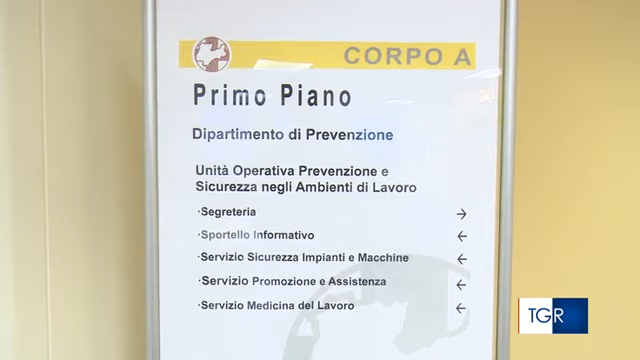 CORPO A
Primo Piano
Dipartimento di Prevenzione
Unità Operativa Prevenzione e
Sicurezza negli Ambienti di Lavoro
·Segreteria →
·Sportello Informativo ←
·Servizio Sicurezza Impianti e Macchine ←
·Servizio Promozione e Assistenza ←
·Servizio Medicina del Lavoro ←
TGR